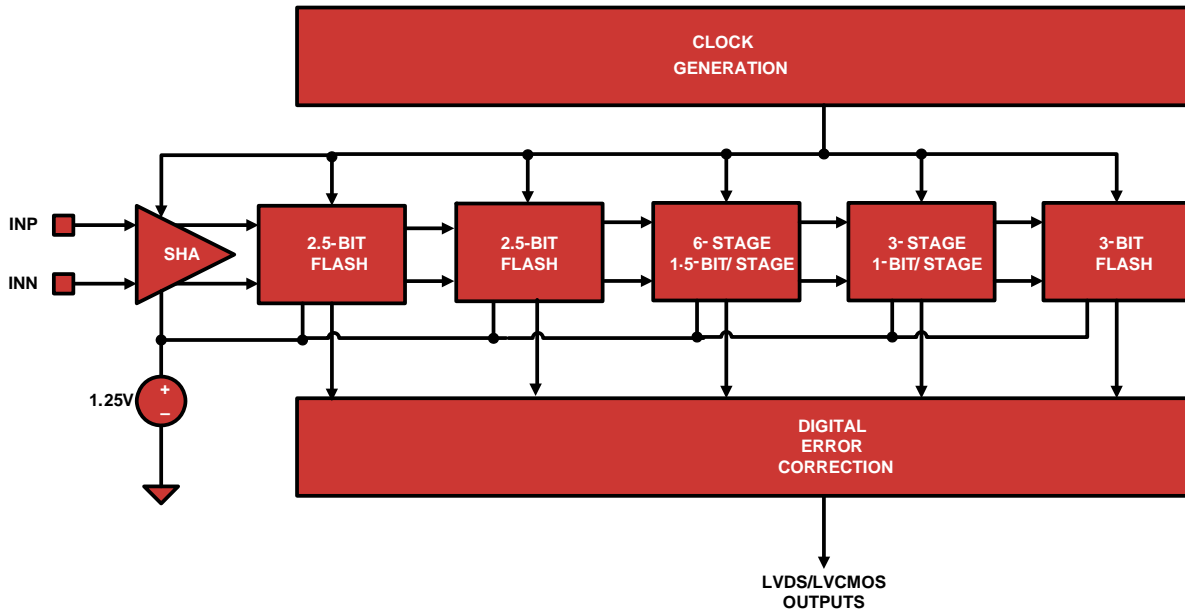 CLOCK
GENERATION
INP
INN
SHA
2.5-BIT
FLASH
2.5-BIT
FLASH
6- STAGE
1·5-BIT/ STAGE
3- STAGE
1-BIT/ STAGE
3-BIT
FLASH
1.25V
+
–
DIGITAL
ERROR
CORRECTION
LVDS/LVCMOS
OUTPUTS